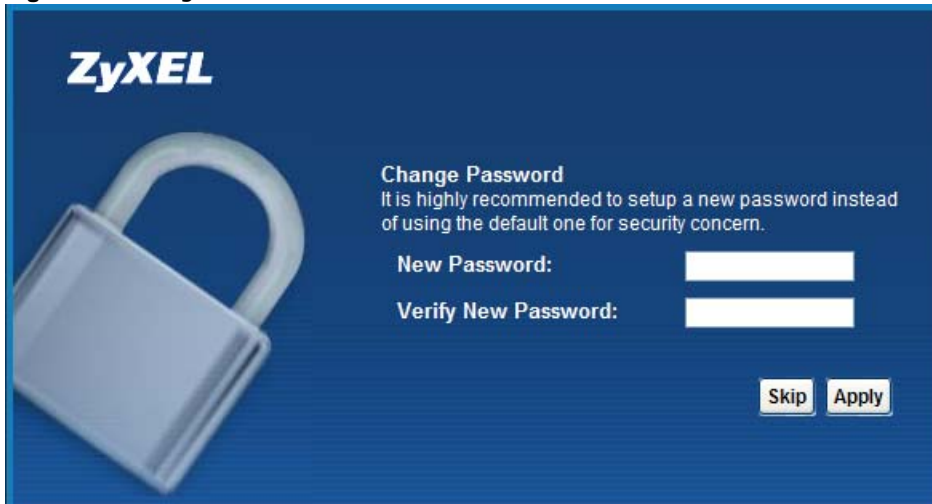 ZyXEL
Change Password
It is highly recommended to setup a new password instead
of using the default one for security concern.
New Password:
Verify New Password:
Skip Apply